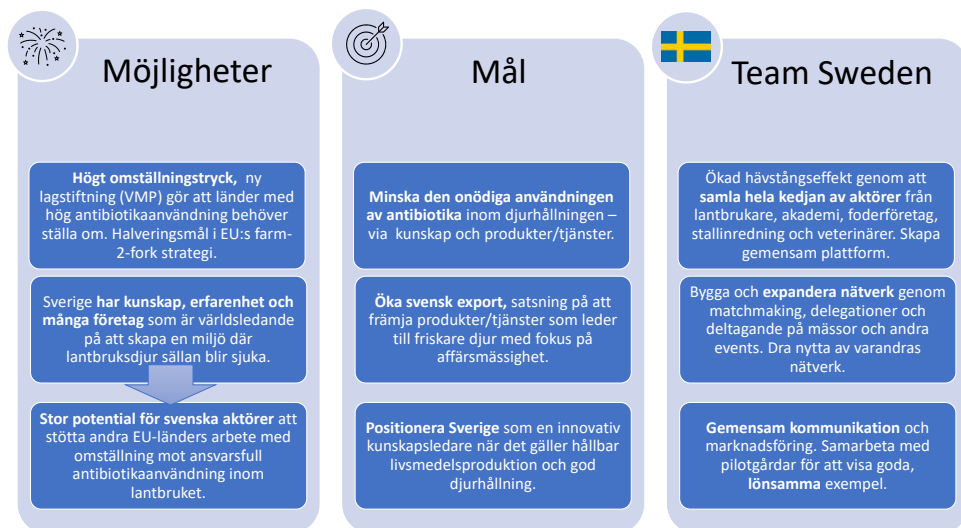 Möjligheter
Högt omställningstryck, ny
lagstiftning (VMP) gör att länder med
hög antibiotikaanvändning behöver
ställa om. Halveringsmål i EU:s farm-
2-fork strategi.
Sverige har kunskap, erfarenhet och
många företag som är världsledande
på att skapa en miljö där
lantbruksdjur sällan blir sjuka.
Stor potential för svenska aktörer att
stötta andra EU-länders arbete med
omställning mot ansvarsfull
antibiotikaanvändning inom
lantbruket.
Mål
Minska den onödiga användningen
av antibiotika inom djurhållningen –
via kunskap och produkter/tjänster.
Öka svensk export, satsning på att
främja produkter/tjänster som leder
till friskare djur med fokus på
affärsmässighet.
Positionera Sverige som en innovativ
kunskapsledare när det gäller hållbar
livsmedelsproduktion och god
djurhållning.
Team Sweden
Ökad hävstångseffekt genom att
samla hela kedjan av aktörer från
lantbrukare, akademi, foderföretag,
stallinredning och veterinärer. Skapa
gemensam plattform.
Bygga och expandera nätverk genom
matchmaking, delegationer och
deltagande på mässor och andra
events. Dra nytta av varandras
nätverk.
Gemensam kommunikation och
marknadsföring. Samarbeta med
pilotgårdar för att visa goda,
lönsamma exempel.